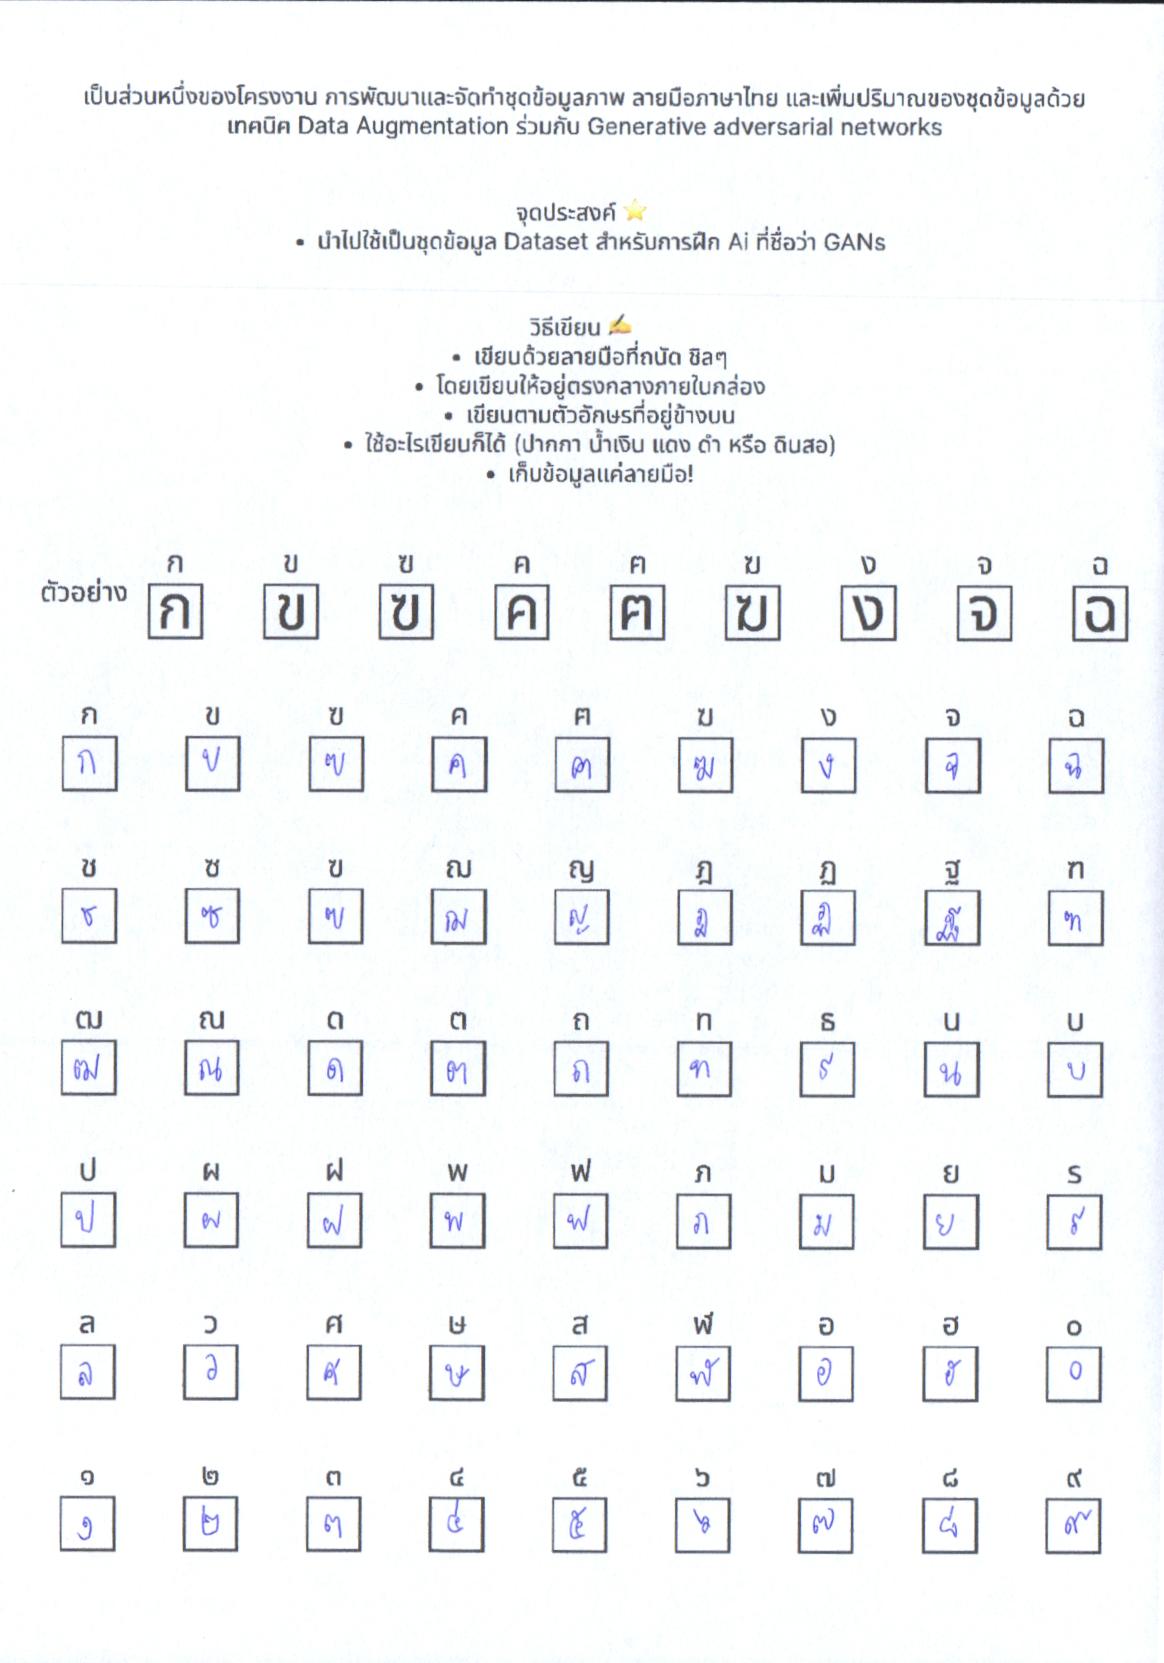 เป็นส่วนหนึ่งของโครงงาน การพัฒนาและจัดทำชุดข้อมูลภาพ ลายมือภาษาไทย และเพิ่มปริมาณของชุดข้อมูลด้วย
เทคนิค Data Augmentation ร่วมกับ Generative adversarial networks
จุดประสงค์ ⭐
• นำไปใช้เป็นชุดข้อมูล Dataset สำหรับการฝึก Ai ที่ชื่อว่า GANs
วิธีเขียน ✍
• เขียนด้วยลายมือที่ถนัด ชิลๆ
• โดยเขียนให้อยู่ตรงกลางภายในกล่อง
• เขียนตามตัวอักษรที่อยู่ข้างบน
• ใช้อะไรเขียนก็ได้ (ปากกา น้ำเงิน แดง ดำ หรือ ดินสอ)
• เก็บข้อมูลแค่ลายมือ!
ก ข ฃ ค ฅ ฆ ง จ ฉ
ตัวอย่าง ก ข ฃ ค ฅ ฆ ง จ ฉ
ก ข ฃ ค ฅ ฆ ง จ ฉ
ก ข ฃ ค ฅ ฆ ง จ ฉ
ช ซ ฃ ฌ ญ ฎ ฏ ฐ ฑ
ช ซ ฃ ฌ ญ ฎ ฏ ฐ ฑ
ฒ ณ ด ต ถ ท ธ น บ
ฒ ณ ด ต ถ ท ธ น บ
ป ผ ฝ พ ฟ ภ ม ย ร
ป ผ ฝ พ ฟ ภ ม ย ร
ล ว ศ ษ ส ฬ อ ฮ ๐
ล ว ศ ษ ส ฬ อ ฮ ๐
๑ ๒ ๓ ๔ ๕ ๖ ๗ ๘ ๙
๑ ๒ ๓ ๔ ๕ ๖ ๗ ๘ ๙